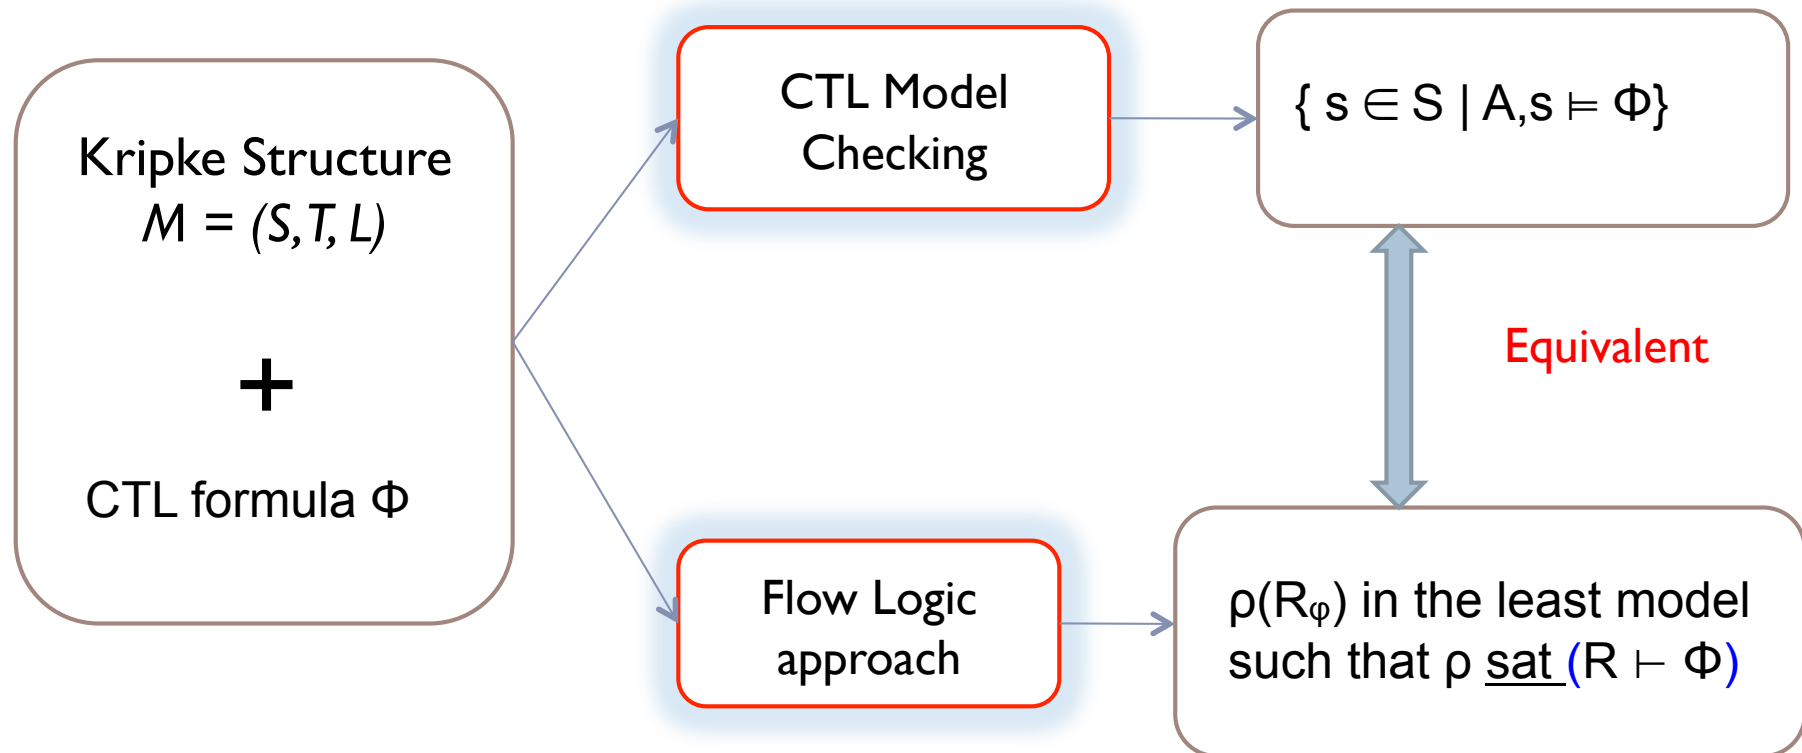 Kripke Structure
M = (S, T, L)
+
CTL formula Φ
CTL Model
Checking
{ s ∈ S | A,s ⊨ Φ}
Equivalent
Flow Logic
approach
ρ(Rφ) in the least model
such that ρ sat (R ⊢ Φ)